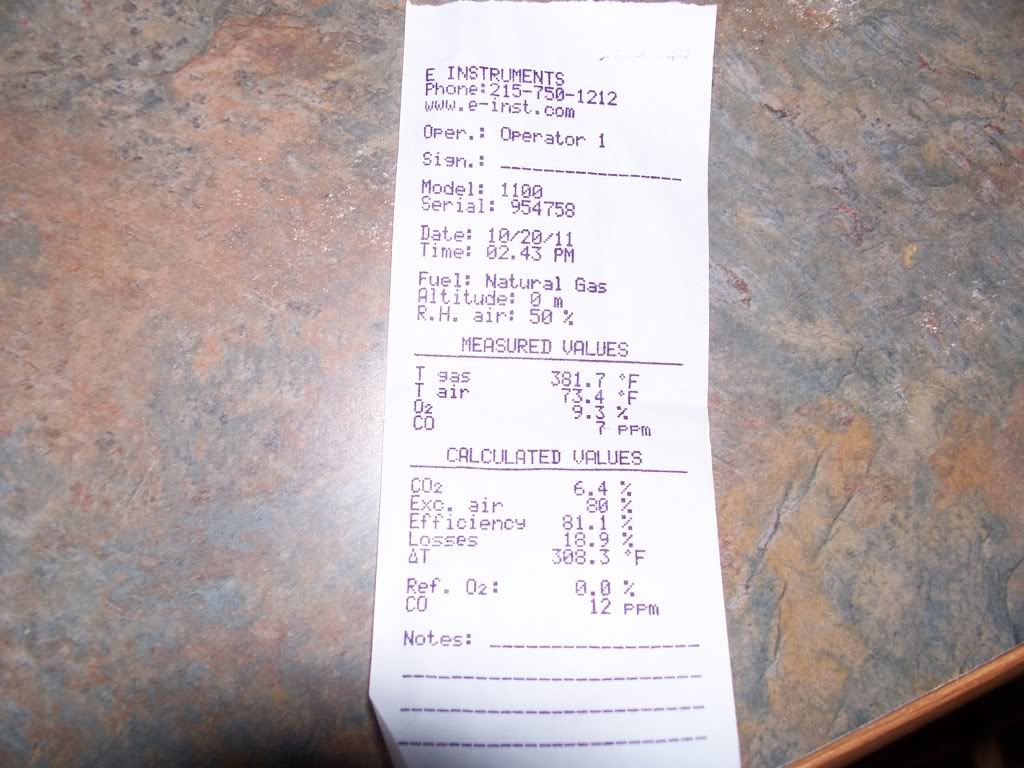 E INSTRUMENTS
Phone:215-750-1212
www.e-inst.com
Oper.: Operator 1
Sign.: _________________
Model: 1100
Serial: 954758
Date: 10/20/11
Time: 02.43 PM
Fuel: Natural Gas
Altitude: 0 m
R.H. air: 50 %
MEASURED VALUES
T gas 381.7 °F
T air 73.4 °F
O2 9.3 %
CO 7 ppm
CALCULATED VALUES
CO2 6.4 %
Exc. air 80 %
Efficiency 81.1 %
Losses 18.9 %
ΔT 308.3 °F
Ref. O2: 0.0 %
CO 12 ppm
Notes: ____________________